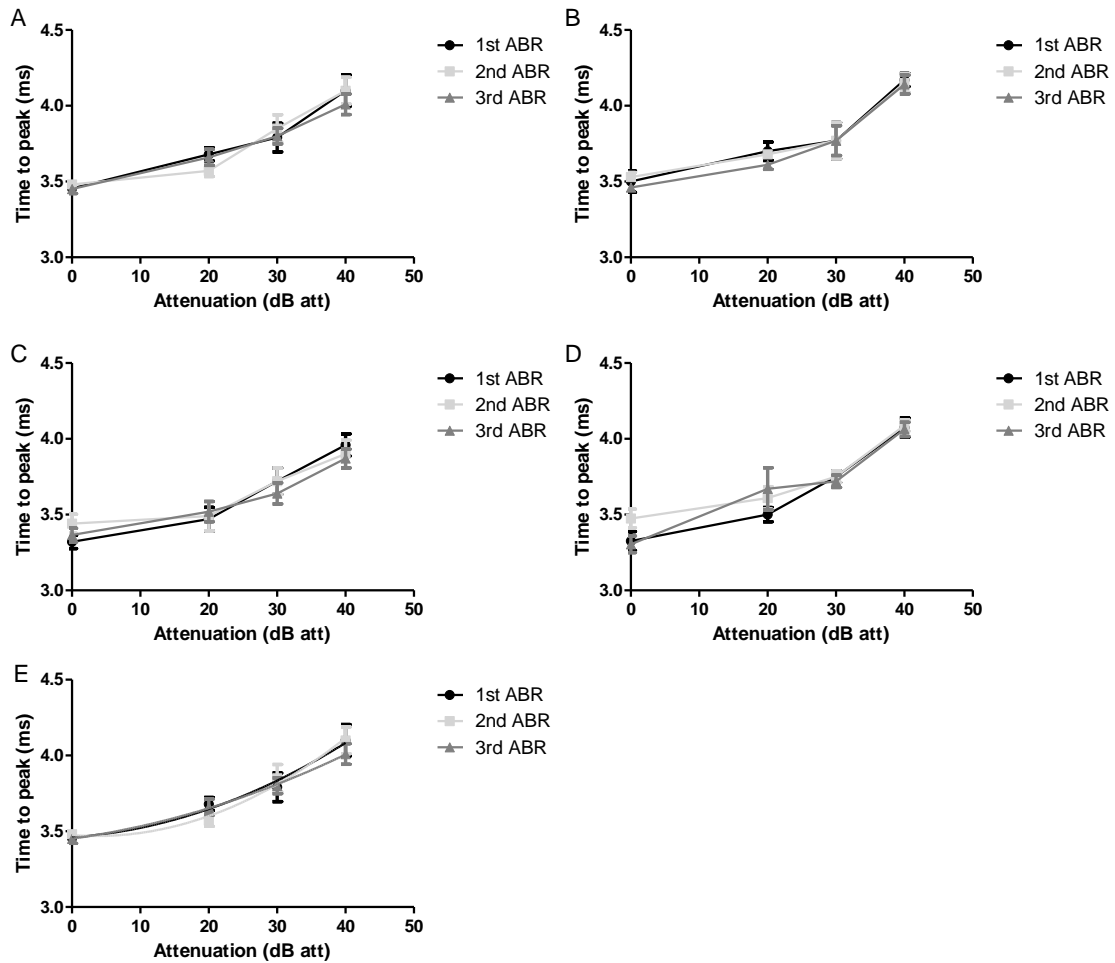 A
4.5
4.0
3.5
3.0
Time to peak (ms)
0 10 20 30 40 50
Attenuation (dB att)
1st ABR
2nd ABR
3rd ABR
B
4.5
4.0
3.5
3.0
Time to peak (ms)
0 10 20 30 40 50
Attenuation (dB att)
1st ABR
2nd ABR
3rd ABR
C
4.5
4.0
3.5
3.0
Time to peak (ms)
0 10 20 30 40 50
Attenuation (dB att)
1st ABR
2nd ABR
3rd ABR
D
4.5
4.0
3.5
3.0
Time to peak (ms)
0 10 20 30 40 50
Attenuation (dB att)
1st ABR
2nd ABR
3rd ABR
E
4.5
4.0
3.5
3.0
Time to peak (ms)
0 10 20 30 40 50
Attenuation (dB att)
1st ABR
2nd ABR
3rd ABR